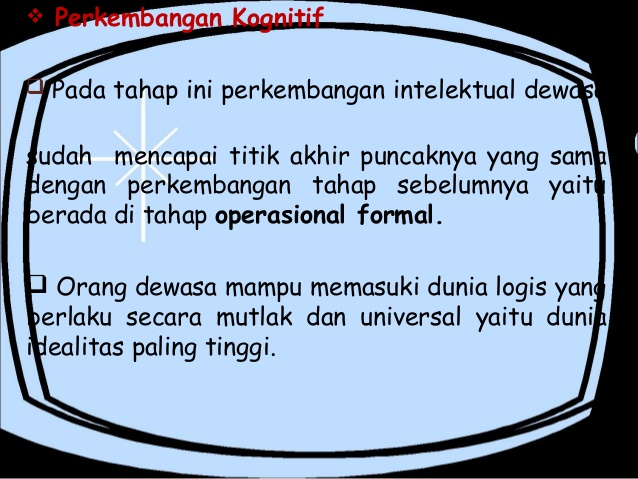 ❖ Perkembangan Kognitif
❑ Pada tahap ini perkembangan intelektual dewasa
sudah mencapai titik akhir puncaknya yang sama
dengan perkembangan tahap sebelumnya yaitu
berada di tahap operasional formal.
❑ Orang dewasa mampu memasuki dunia logis yang
berlaku secara mutlak dan universal yaitu dunia
idealitas paling tinggi.